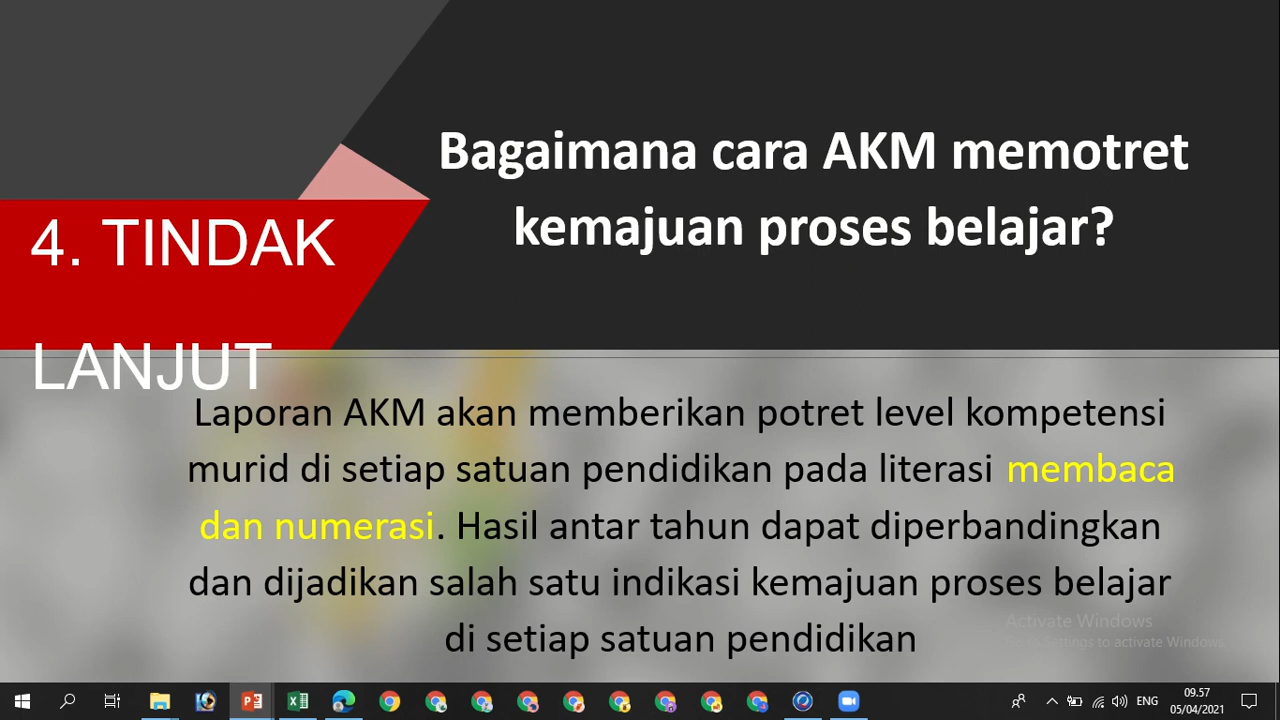 Bagaimana cara AKM memotret
kemajuan proses belajar?
4. TINDAK
LANJUT
Laporan AKM akan memberikan potret level kompetensi
murid di setiap satuan pendidikan pada literasi membaca
dan numerasi. Hasil antar tahun dapat diperbandingkan
dan dijadikan salah satu indikasi kemajuan proses belajar
di setiap satuan pendidikan
Activate Windows
Go to Settings to activate Windows.
ENG
09.57
05/04/2021